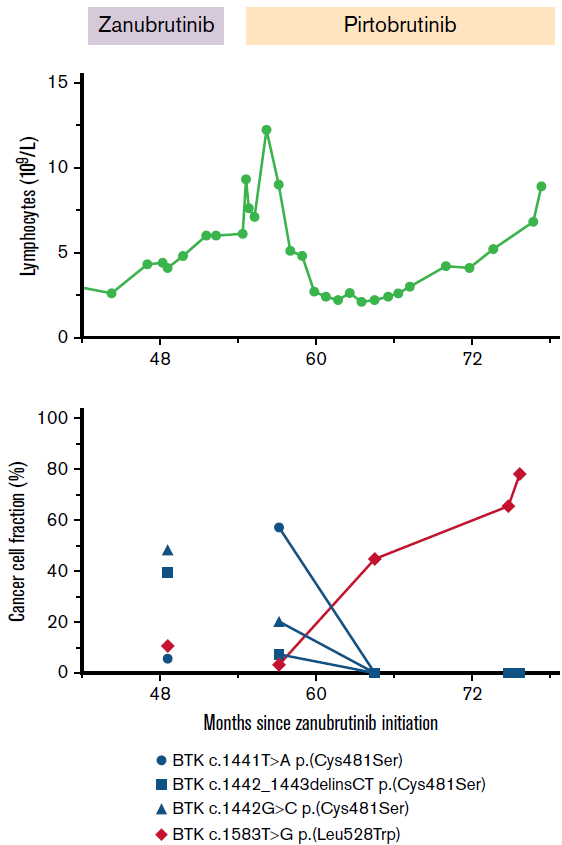 Zanubrutinib Pirtobrutinib
15
10
5
0
Lymphocytes (10⁹/L)
48 60 72
100
80
60
40
20
0
Cancer cell fraction (%)
48 60 72
Months since zanubrutinib initiation
BTK c.1441T>A p.(Cys481Ser)
BTK c.1442_1443delinsCT p.(Cys481Ser)
BTK c.1442G>C p.(Cys481Ser)
BTK c.1583T>G p.(Leu528Trp)